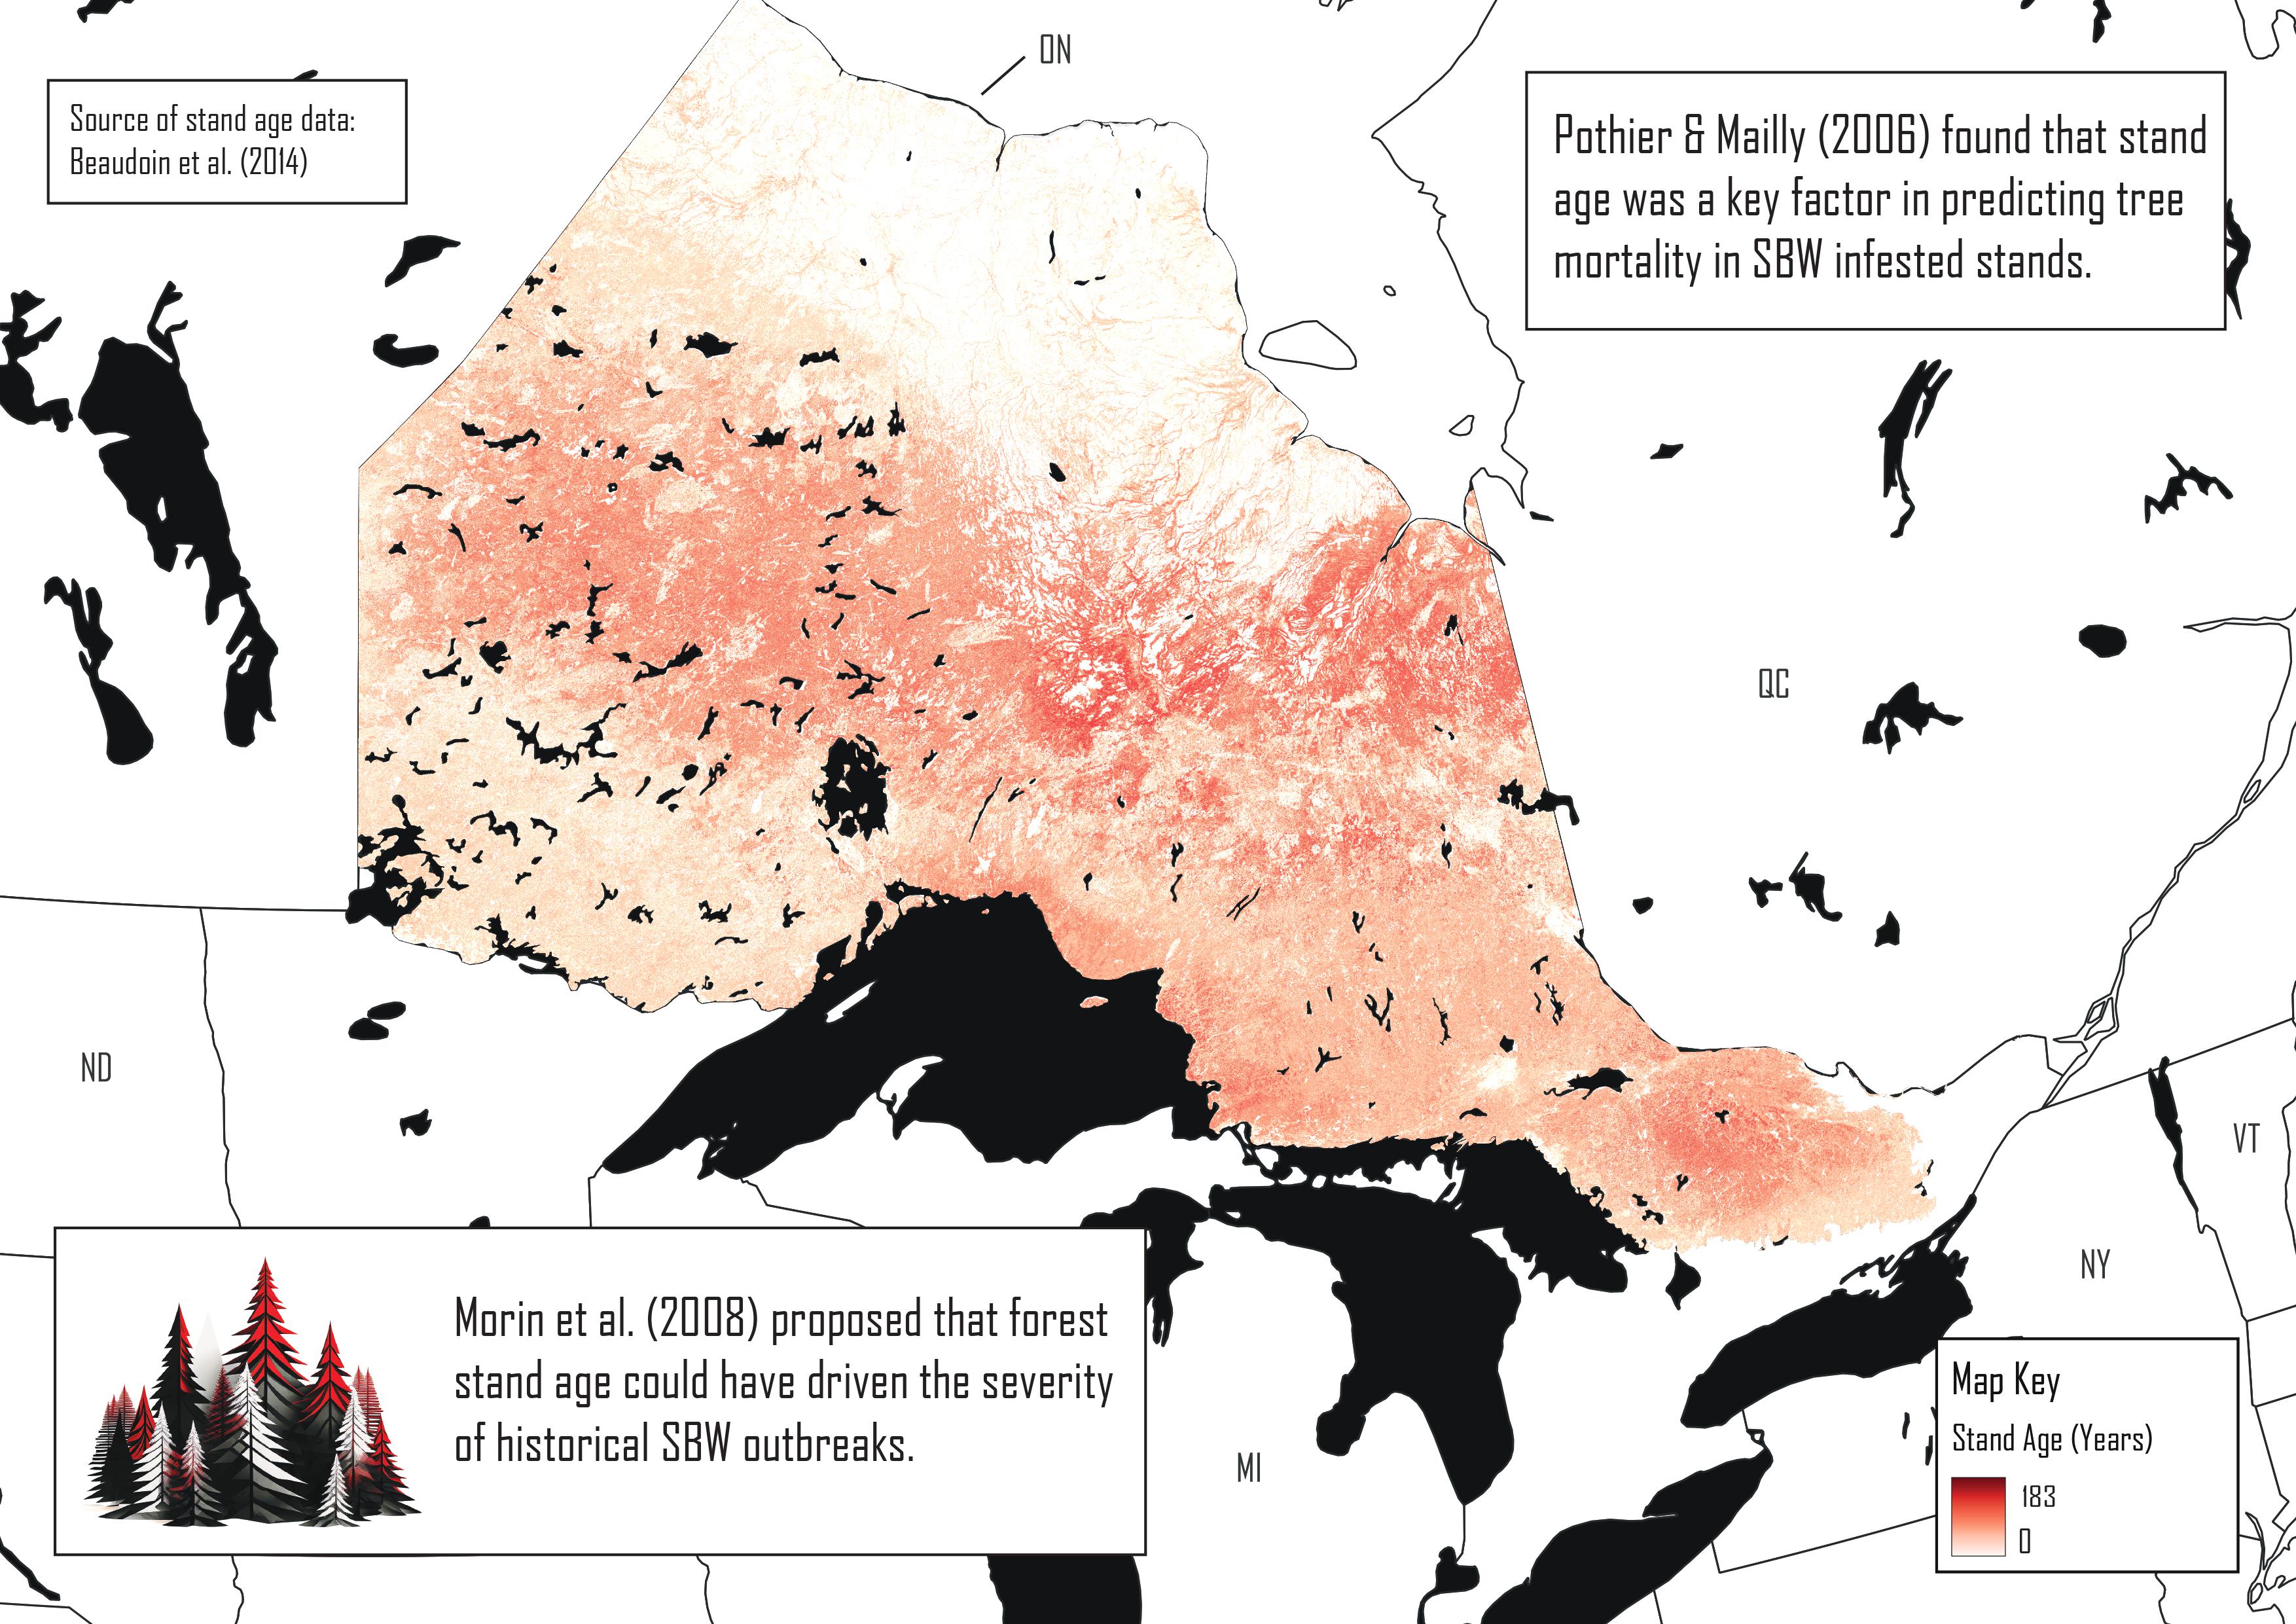 ON
Source of stand age data:
Beaudoin et al. (2014)
Pothier & Mailly (2006) found that stand
age was a key factor in predicting tree
mortality in SBW infested stands.
QC
ND
VT
NY
Morin et al. (2008) proposed that forest
stand age could have driven the severity
of historical SBW outbreaks.
MI
Map Key
Stand Age (Years)
183
0